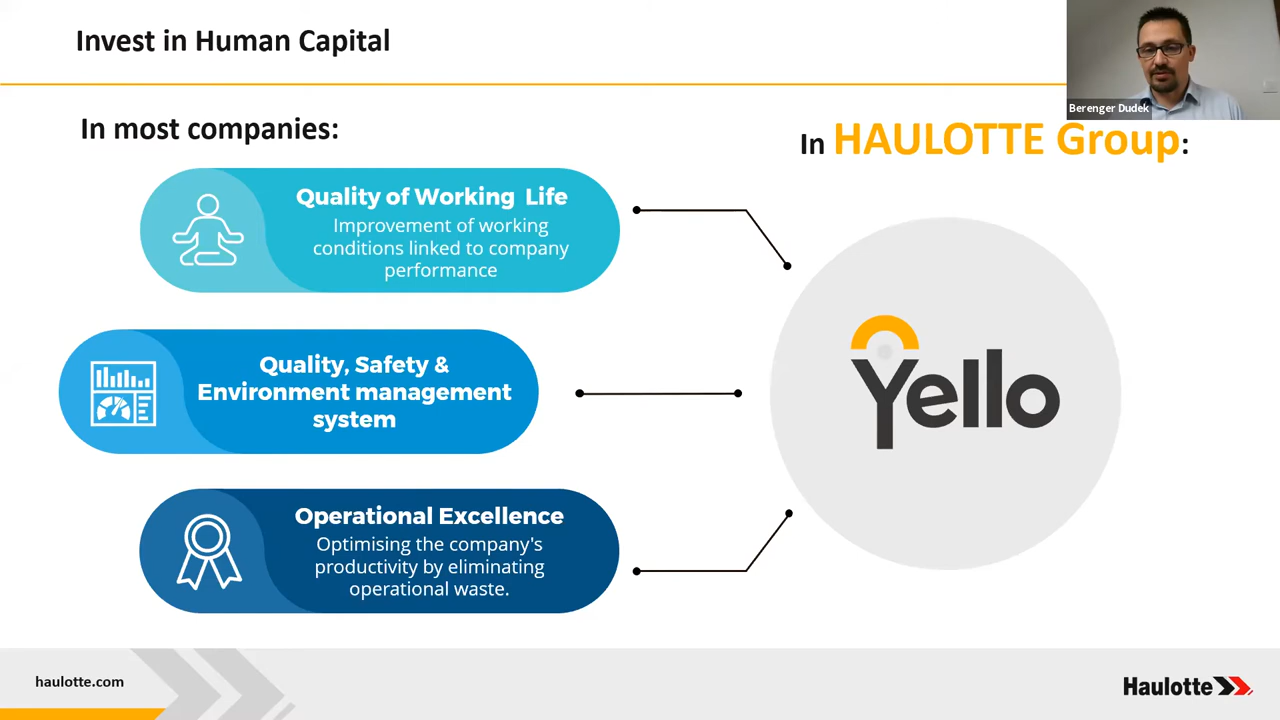 Invest in Human Capital
Berenger Dudek
In most companies:
In HAULOTTE Group:
Quality of Working Life
Improvement of working
conditions linked to company
performance
Quality, Safety &
Environment management
system
Yello
Operational Excellence
Optimising the company's
productivity by eliminating
operational waste.
haulotte.com
Haulotte